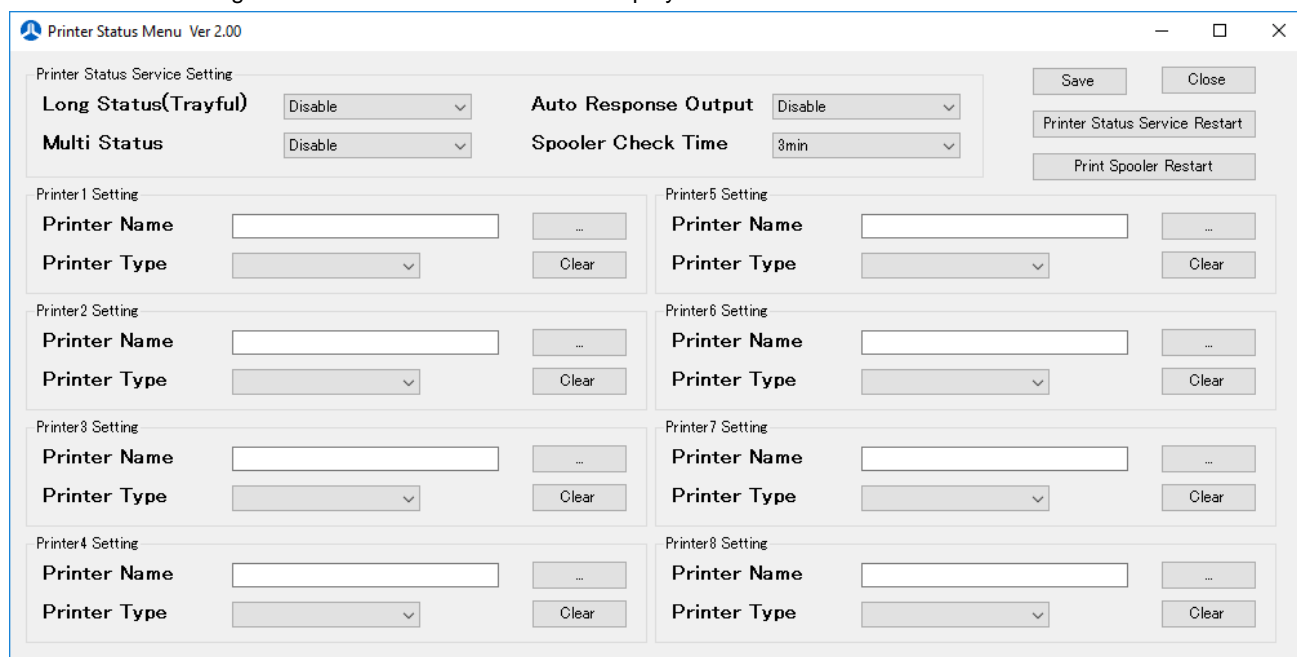 Printer Status Menu Ver 2.00
Printer Status Service Setting
Long Status(Trayful) Disable Auto Response Output Disable
Multi Status Disable Spooler Check Time 3min
Save Close
Printer Status Service Restart
Print Spooler Restart
Printer1 Setting
Printer Name ...
Printer Type Clear
Printer5 Setting
Printer Name ...
Printer Type Clear
Printer2 Setting
Printer Name ...
Printer Type Clear
Printer6 Setting
Printer Name ...
Printer Type Clear
Printer3 Setting
Printer Name ...
Printer Type Clear
Printer7 Setting
Printer Name ...
Printer Type Clear
Printer4 Setting
Printer Name ...
Printer Type Clear
Printer8 Setting
Printer Name ...
Printer Type Clear